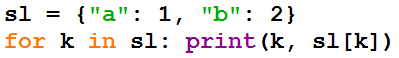 sl = {"a": 1, "b": 2}
for k in sl: print(k, sl[k])